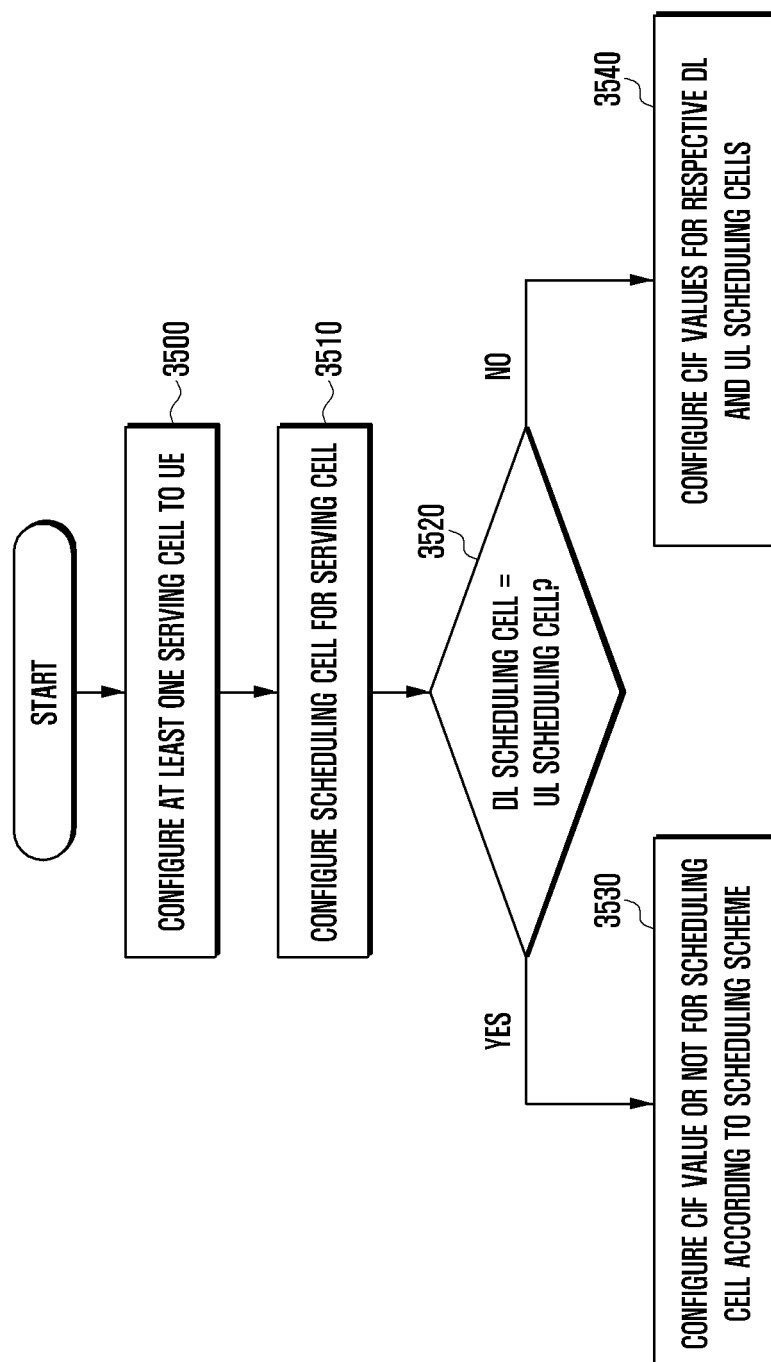 START
CONFIGURE AT LEAST ONE SERVING CELL TO UE
3500
CONFIGURE SCHEDULING CELL FOR SERVING CELL
3510
DL SCHEDULING CELL =
UL SCHEDULING CELL?
3520
YES
NO
CONFIGURE CIF VALUE OR NOT FOR SCHEDULING
CELL ACCORDING TO SCHEDULING SCHEME
3530
CONFIGURE CIF VALUES FOR RESPECTIVE DL
AND UL SCHEDULING CELLS
3540